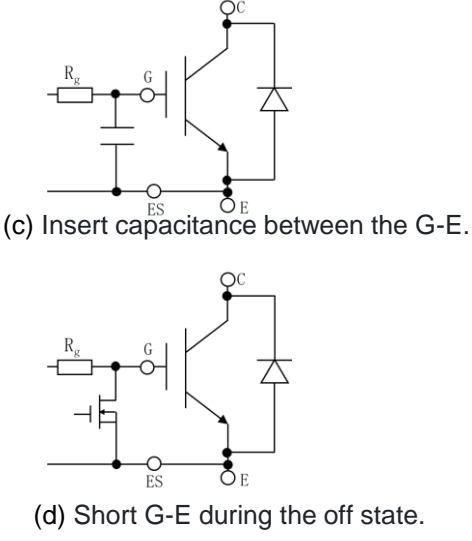 C
Rg
G
ES
E
(c) Insert capacitance between the G-E.
C
Rg
G
ES
E
(d) Short G-E during the off state.